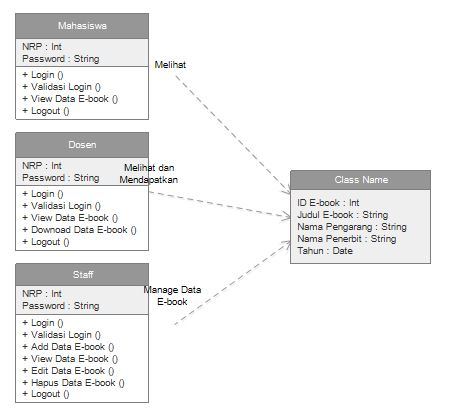 Mahasiswa
NRP : Int
Password : String
+ Login ()
+ Validasi Login ()
+ View Data E-book ()
+ Logout ()
Melihat
Dosen
NRP : Int
Password : String
+ Login ()
+ Validasi Login ()
+ View Data E-book ()
+ Downoad Data E-book ()
+ Logout ()
Melihat dan
Mendapatkan
Staff
NRP : Int
Password : String
+ Login ()
+ Validasi Login ()
+ Add Data E-book ()
+ View Data E-book ()
+ Edit Data E-book ()
+ Hapus Data E-book ()
+ Logout ()
Manage Data
E-book
Class Name
ID E-book : Int
Judul E-book : String
Nama Pengarang : String
Nama Penerbit : String
Tahun : Date